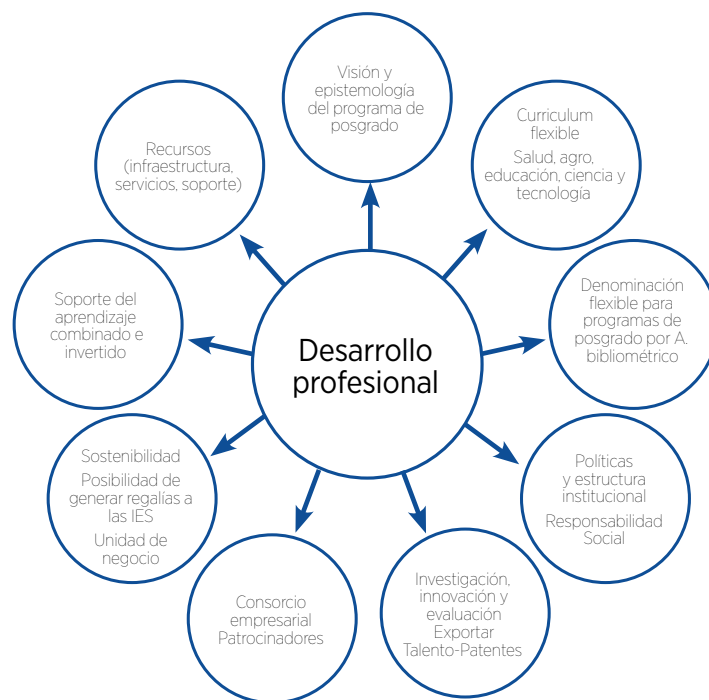 Visión y
epistemología
del programa de
posgrado
Curriculum
flexible
Salud, agro,
educación, ciencia y
tecnología
Denominación
flexible para
programas de
posgrado por A.
bibliométrico
Políticas
y estructura
institucional
Responsabilidad
Social
Investigación,
innovación y
evaluación
Exportar
Talento-Patentes
Consorcio
empresarial
Patrocinadores
Sostenibilidad
Posibilidad de
generar regalías a
las IES
Unidad de
negocio
Soporte del
aprendizaje
combinado e
invertido
Recursos
(infraestructura,
servicios, soporte)
Desarrollo
profesional